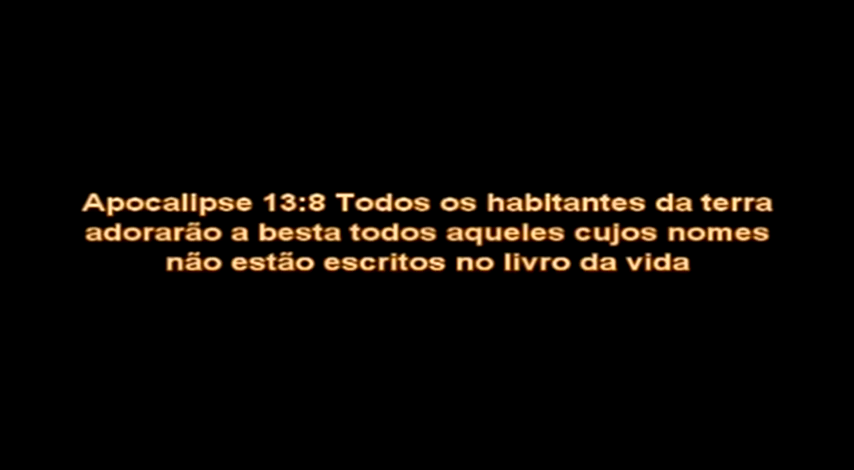 Apocalipse 13:8 Todos os habitantes da terra
adorarão a besta todos aqueles cujos nomes
não estão escritos no livro da vida